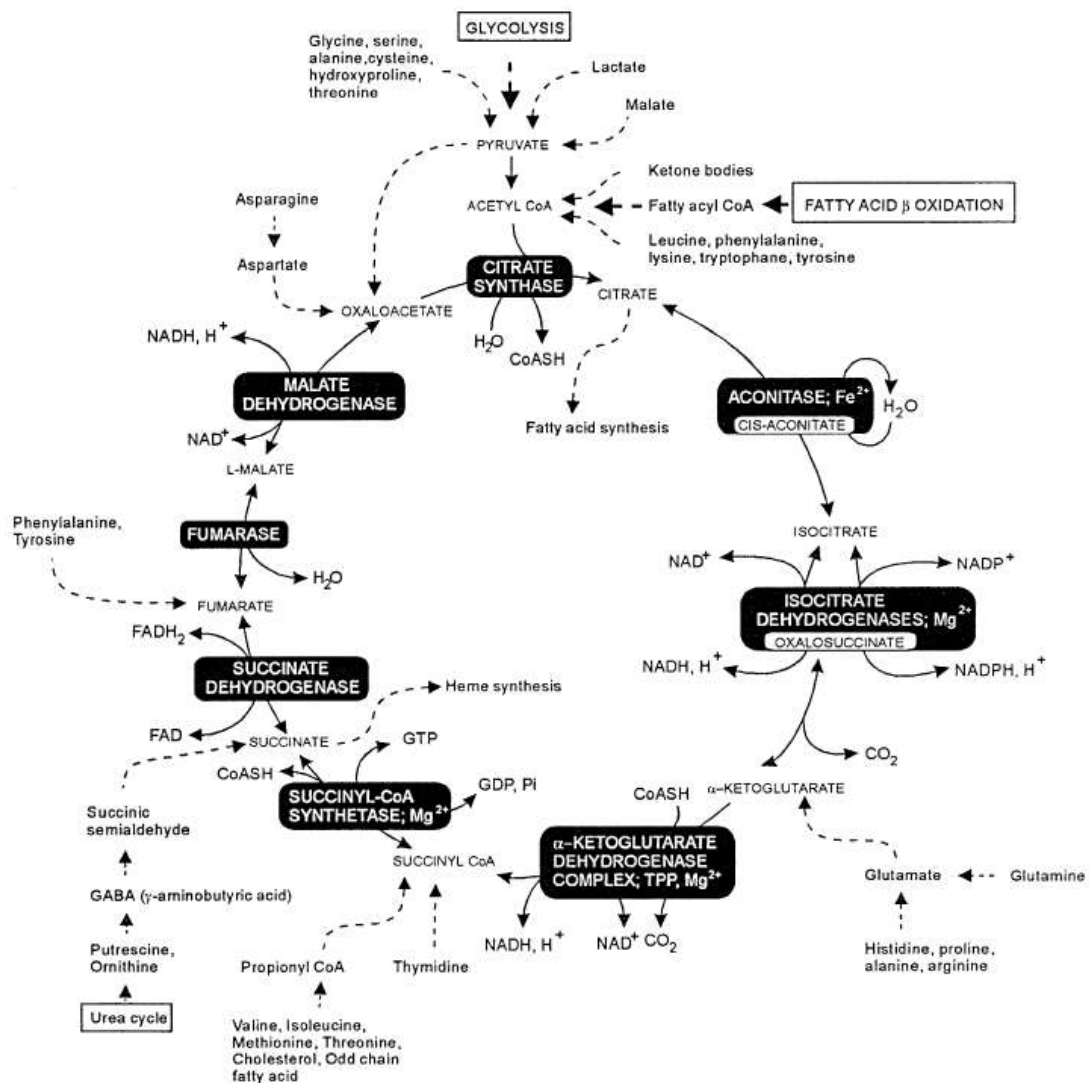 GLYCOLYSIS
Glycine, serine,
alanine,cysteine,
hydroxyproline,
threonine
Lactate
Malate
PYRUVATE
Ketone bodies
ACETYL CoA
Fatty acyl CoA
FATTY ACID β OXIDATION
Leucine, phenylalanine,
lysine, tryptophane, tyrosine
Asparagine
Aspartate
OXALOACETATE
CITRATE
SYNTHASE
CITRATE
H2O
CoASH
NADH, H+
MALATE
DEHYDROGENASE
NAD+
L-MALATE
Fatty acid synthesis
ACONITASE; Fe2+
CIS-ACONITATE
H2O
ISOCITRATE
Phenylalanine,
Tyrosine
FUMARASE
H2O
FUMARATE
NAD+
NADP+
ISOCITRATE
DEHYDROGENASES; Mg2+
OXALOSUCCINATE
NADH, H+
NADPH, H+
CO2
FADH2
SUCCINATE
DEHYDROGENASE
FAD
Heme synthesis
SUCCINATE
GTP
CoASH
GDP, Pi
SUCCINYL-CoA
SYNTHETASE; Mg2+
SUCCINYL CoA
α-KETOGLUTARATE
CoASH
α–KETOGLUTARATE
DEHYDROGENASE
COMPLEX; TPP, Mg2+
NADH, H+
NAD+
CO2
Glutamate
Glutamine
Histidine, proline,
alanine, arginine
Succinic
semialdehyde
GABA (γ-aminobutyric acid)
Putrescine,
Ornithine
Urea cycle
Propionyl CoA
Thymidine
Valine, Isoleucine,
Methionine, Threonine,
Cholesterol, Odd chain
fatty acid